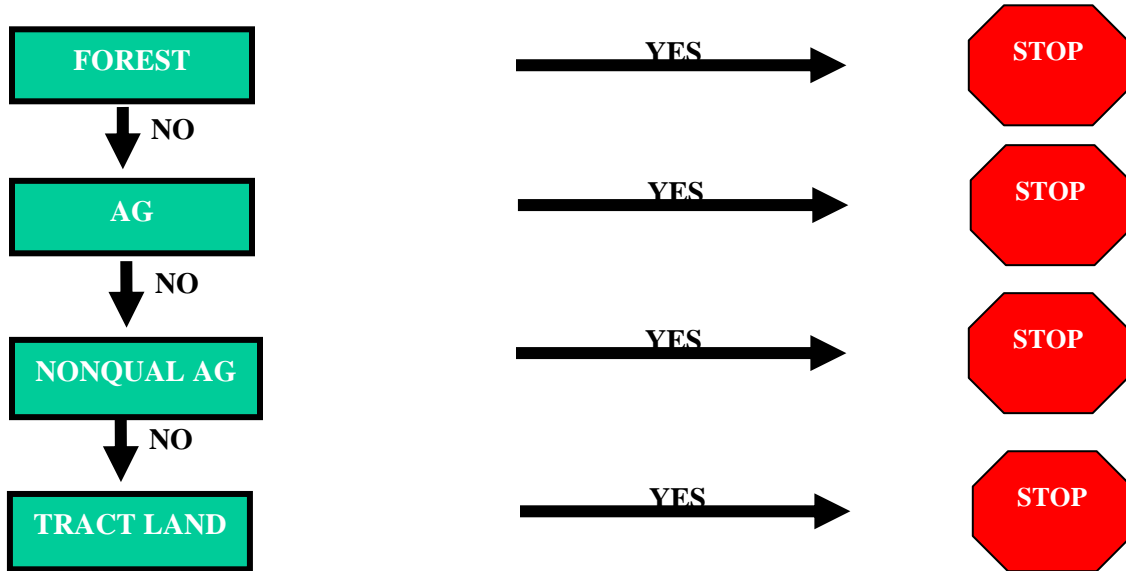 FOREST
YES
STOP
NO
AG
YES
STOP
NO
NONQUAL AG
YES
STOP
NO
TRACT LAND
YES
STOP